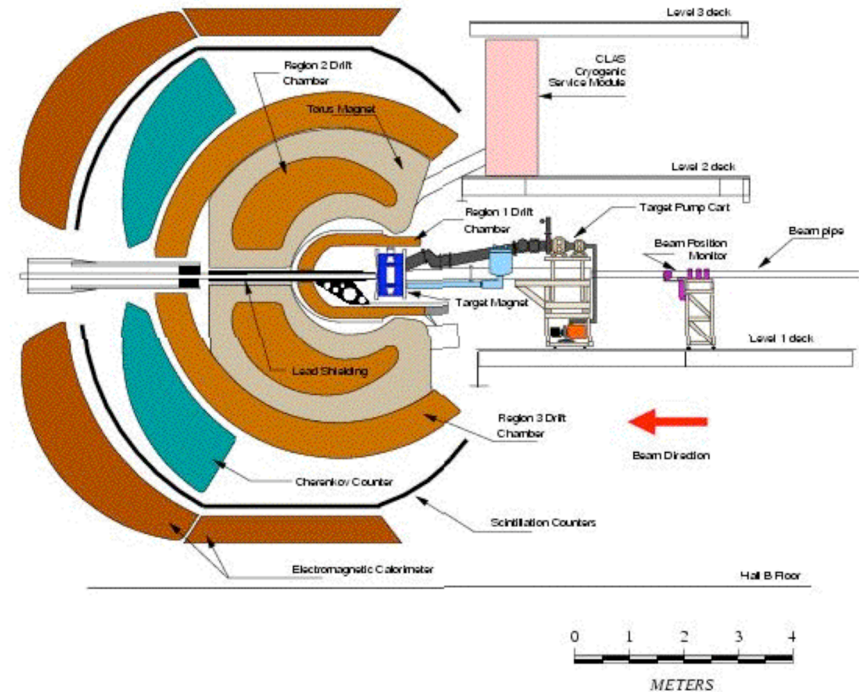 Level 3 deck
Region 2 Drift
Chamber
CLAS
Cryogenic
Service Module
Torus Magnet
Level 2 deck
Region 1 Drift
Chamber
Target Pump Cart
Beam Position
Monitor
Beam pipe
Target Magnet
Level 1 deck
Lead Shielding
Region 3 Drift
Chamber
Beam Direction
Cherenkov Counter
Scintillation Counters
Electromagnetic Calorimeter
Hall B Floor
0 1 2 3 4
METERS